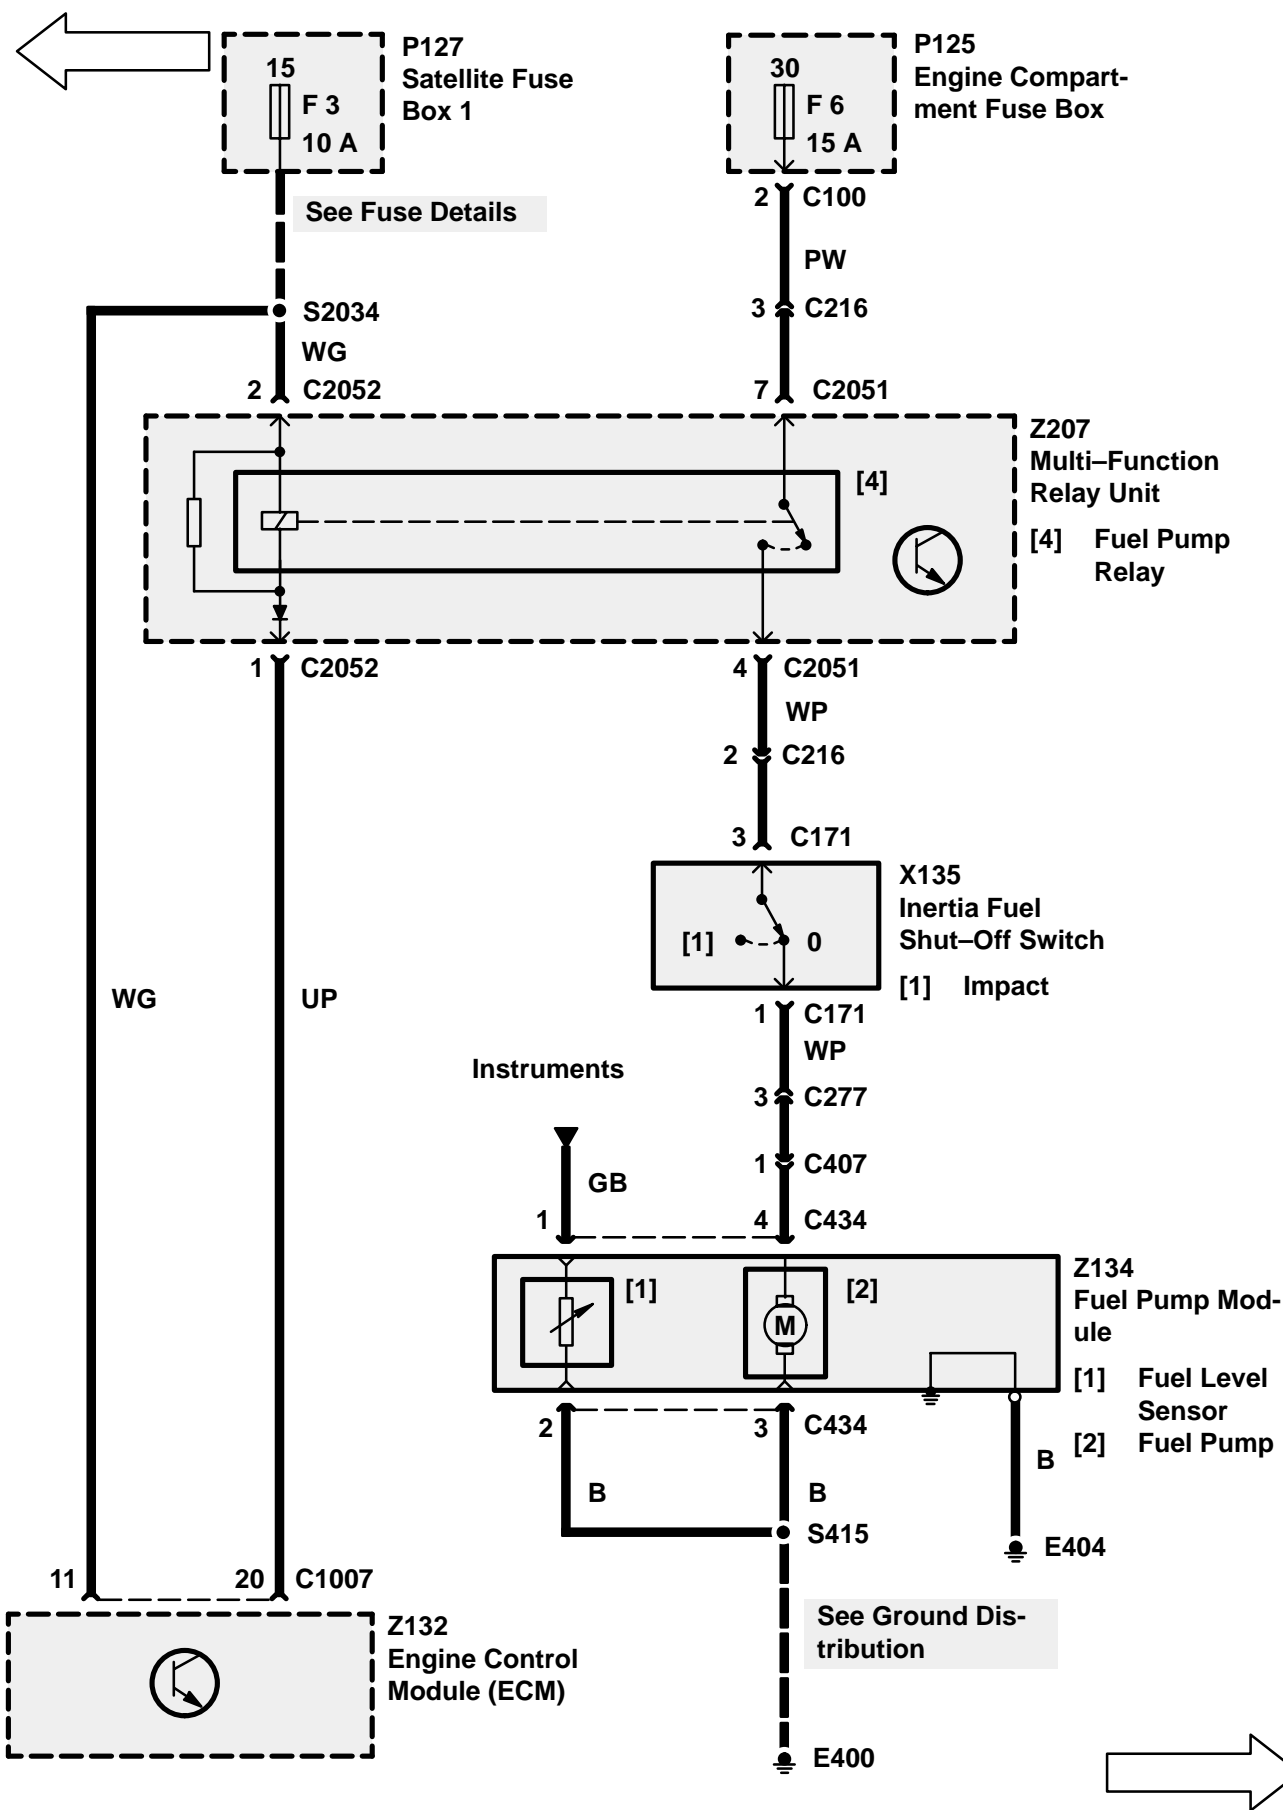 15
F 3
10 A
P127
Satellite Fuse
Box 1
30
F 6
15 A
P125
Engine Compart-
ment Fuse Box
See Fuse Details
2 C100
PW
S2034
3 C216
WG
2 C2052
7 C2051
Z207
Multi–Function
Relay Unit
[4]
[4] Fuel Pump
Relay
1 C2052
4 C2051
WP
2 C216
3 C171
X135
Inertia Fuel
Shut–Off Switch
[1] 0
[1] Impact
WG
UP
1 C171
WP
Instruments
3 C277
1 C407
GB
1
4 C434
Z134
Fuel Pump Mod-
ule
[1]
[2]
M
[1] Fuel Level
Sensor
[2] Fuel Pump
2
3 C434
B
B
B
S415
E404
11
20 C1007
See Ground Dis-
tribution
Z132
Engine Control
Module (ECM)
E400